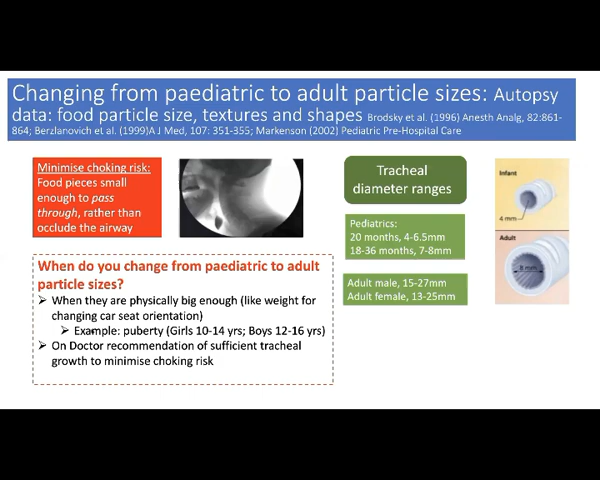 Changing from paediatric to adult particle sizes: Autopsy
data: food particle size, textures and shapes Brodsky et al. (1996) Anesth Analg, 82:861-
864; Berzlanovich et al. (1999)A J Med, 107: 351-355; Markenson (2002) Pediatric Pre-Hospital Care
Minimise choking risk:
Food pieces small
enough to pass
through, rather than
occlude the airway
Tracheal
diameter ranges
Pediatrics:
20 months, 4-6.5mm
18-36 months, 7-8mm
Adult male, 15-27mm
Adult female, 13-25mm
Infant
4 mm
Adult
8 mm
When do you change from paediatric to adult
particle sizes?
➢ When they are physically big enough (like weight for
changing car seat orientation)
➢ Example: puberty (Girls 10-14 yrs; Boys 12-16 yrs)
➢ On Doctor recommendation of sufficient tracheal
growth to minimise choking risk